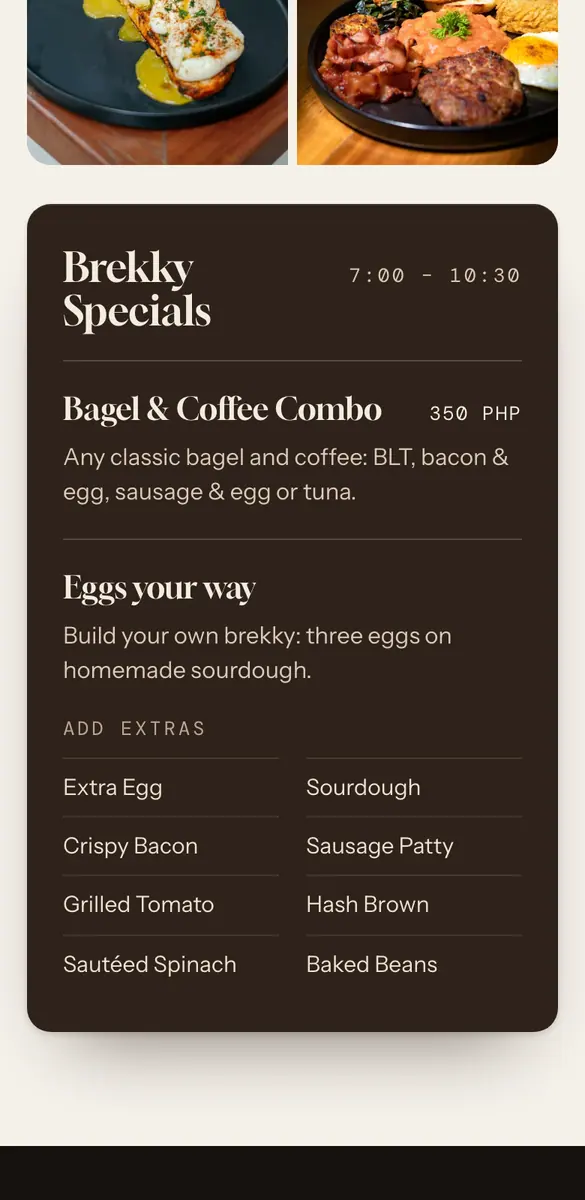 Brekky
Specials
7:00 – 10:30
Bagel & Coffee Combo
350 PHP
Any classic bagel and coffee: BLT, bacon &
egg, sausage & egg or tuna.
Eggs your way
Build your own brekky: three eggs on
homemade sourdough.
ADD EXTRAS
Extra Egg
Sourdough
Crispy Bacon
Sausage Patty
Grilled Tomato
Hash Brown
Sautéed Spinach
Baked Beans